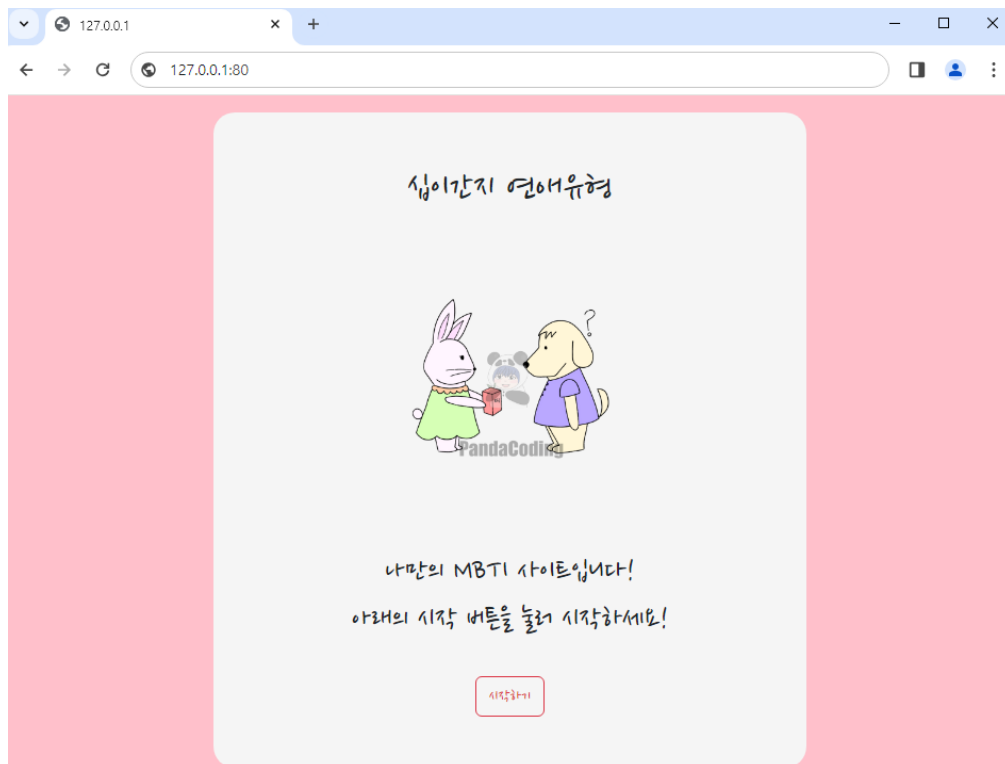 127.0.0.1
127.0.0.1:80
십이간지 연애유형
?
PandaCoding
나만의 MBTI 사이트입니다!
아래의 시작 버튼을 눌러 시작하세요!
시작하기